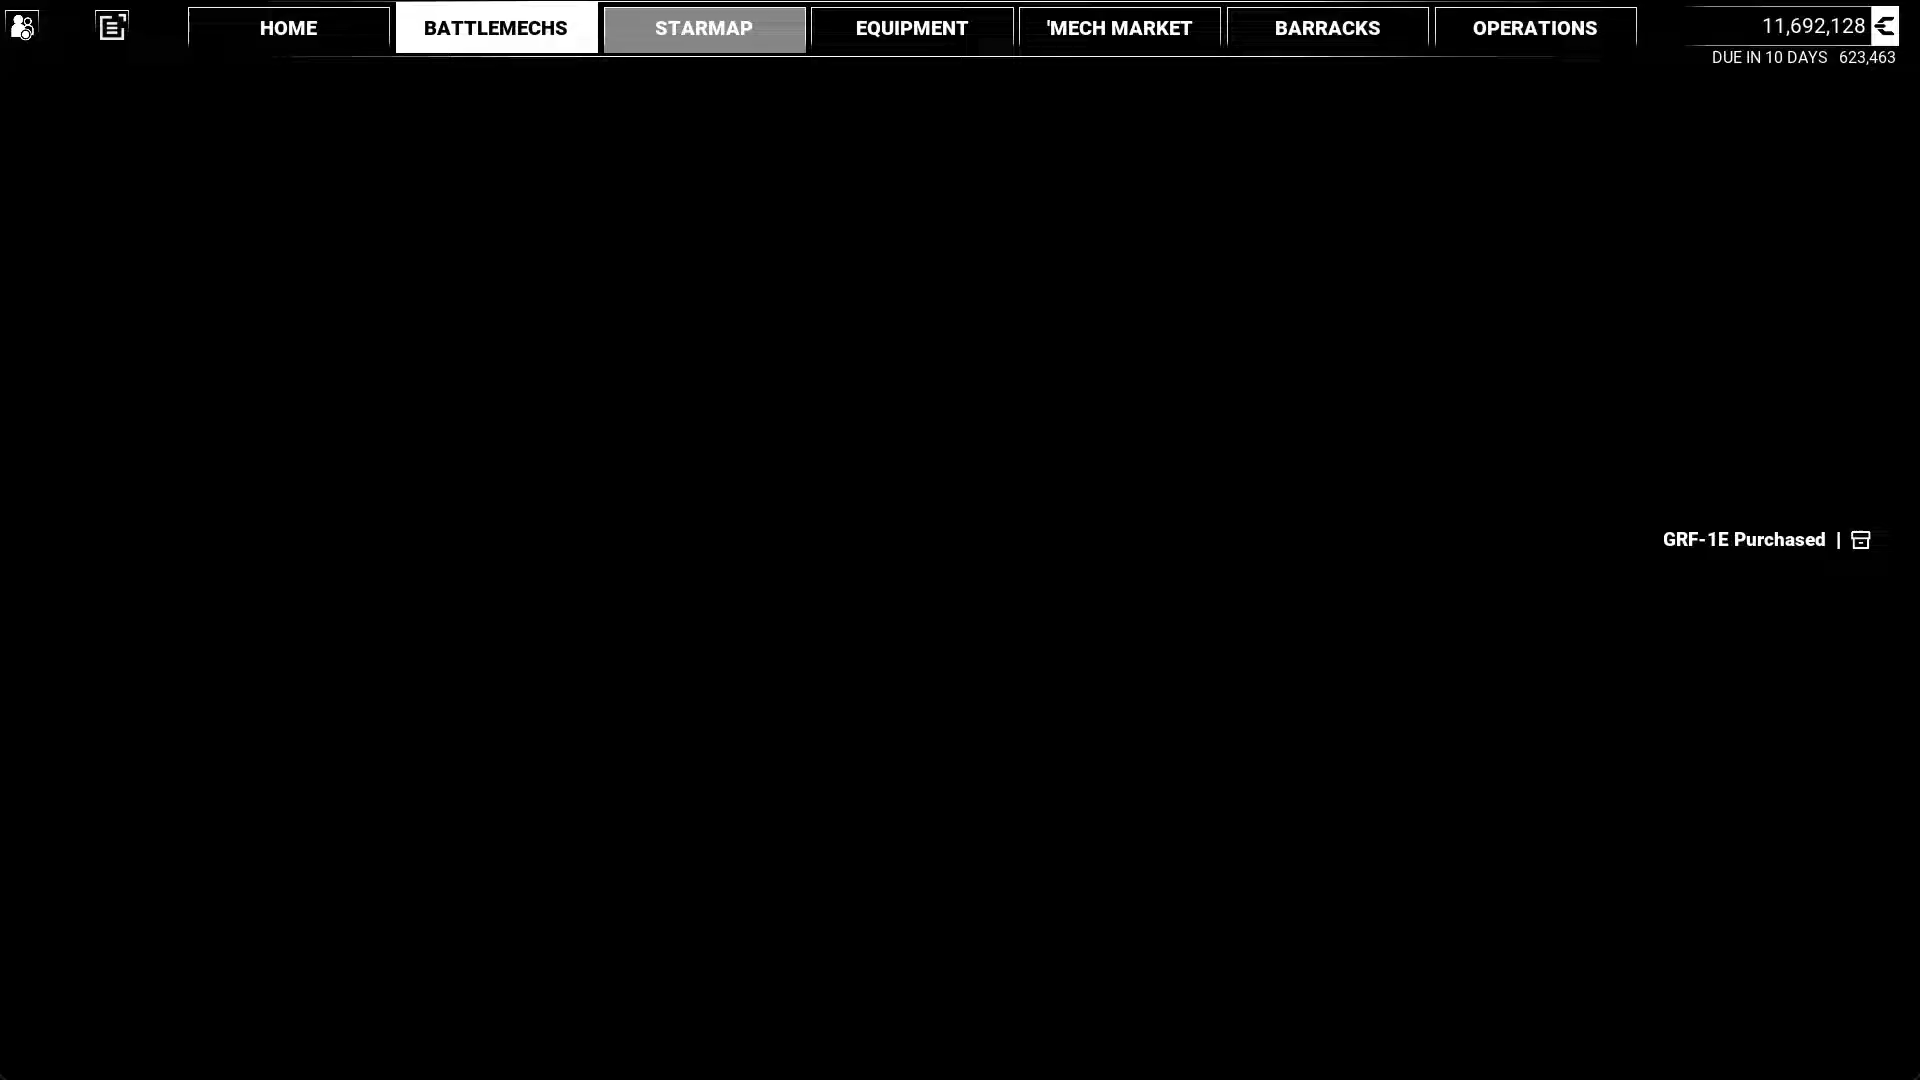 HOME
BATTLEMECHS
STARMAP
EQUIPMENT
'MECH MARKET
BARRACKS
OPERATIONS
11,692,128
DUE IN 10 DAYS 623,463
GRF-1E Purchased |